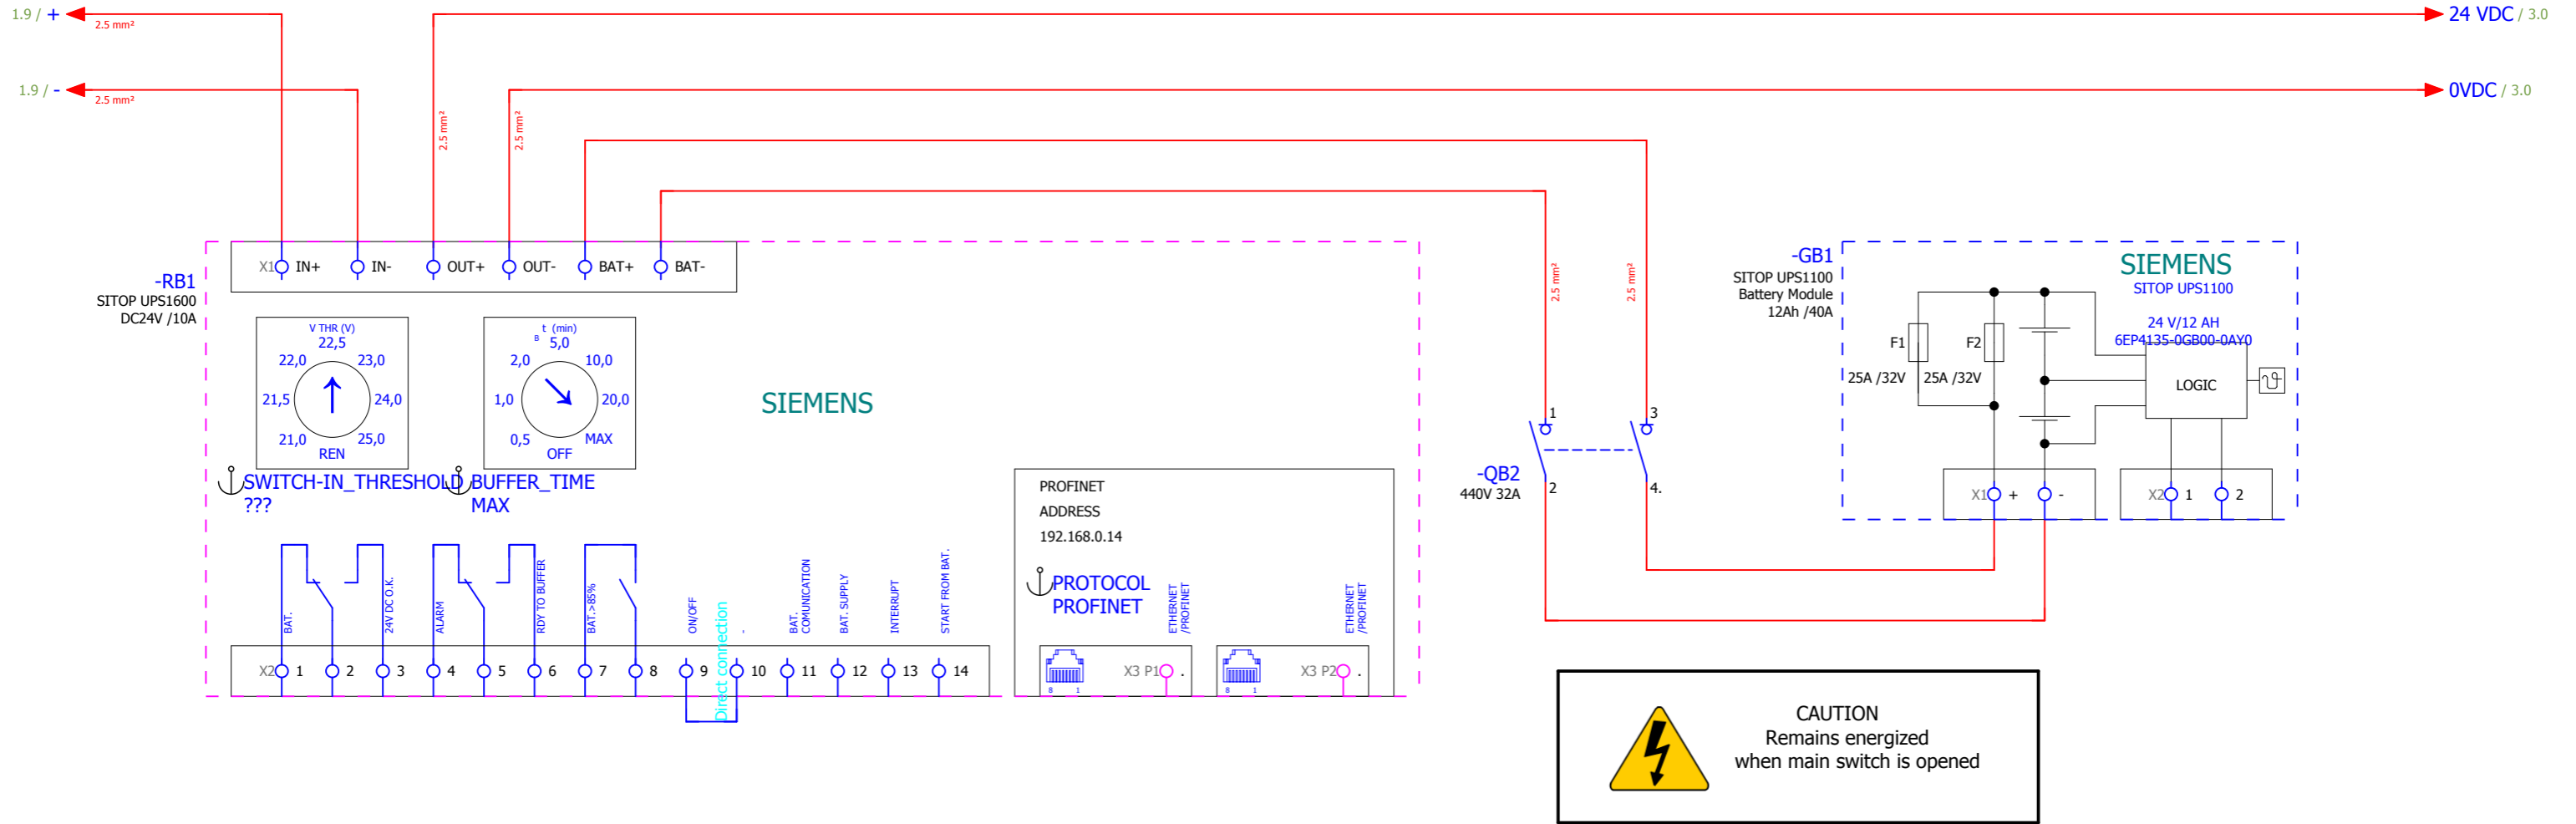 1.9 / +
2.5 mm²
24 VDC / 3.0
1.9 / -
2.5 mm²
0VDC / 3.0
2.5 mm²
2.5 mm²
2.5 mm²
2.5 mm²
-RB1
SITOP UPS1600
DC24V /10A
X1
IN+
IN-
OUT+
OUT-
BAT+
BAT-
V THR (V)
22,5
22,0
23,0
21,5
24,0
21,0
25,0
REN
t (min)
B
5,0
2,0
10,0
1,0
20,0
0,5
MAX
OFF
SIEMENS
SWITCH-IN_THRESHOLD
???
BUFFER_TIME
MAX
BAT.
24V DC O.K.
ALARM
RDY TO BUFFER
BAT.>85%
ON/OFF
Direct connection
-
BAT.
COMUNICATION
BAT. SUPPLY
INTERRUPT
START FROM BAT.
X2
1
2
3
4
5
6
7
8
9
10
11
12
13
14
PROFINET
ADDRESS
192.168.0.14
PROTOCOL
PROFINET
ETHERNET
/PROFINET
ETHERNET
/PROFINET
8
1
X3 P1
.
8
1
X3 P2
.
-QB2
440V 32A
1
2
3
4.
-GB1
SITOP UPS1100
Battery Module
12Ah /40A
SIEMENS
SITOP UPS1100
24 V/12 AH
6EP4135-0GB00-0AY0
F1
25A /32V
F2
25A /32V
LOGIC
ϑ
X1
+
-
X2
1
2
CAUTION
Remains energized
when main switch is opened